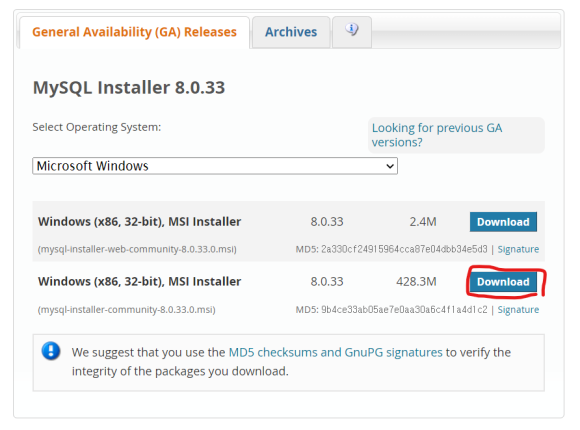 General Availability (GA) Releases
Archives
MySQL Installer 8.0.33
Select Operating System:
Looking for previous GA
versions?
Microsoft Windows
Windows (x86, 32-bit), MSI Installer 8.0.33 2.4M Download
(mysql-installer-web-community-8.0.33.0.msi) MD5: 2a330cf24915964cca87e04dbb34e5d3 | Signature
Windows (x86, 32-bit), MSI Installer 8.0.33 428.3M Download
(mysql-installer-community-8.0.33.0.msi) MD5: 9b4ce33ab05ae7e0aa30a6c4f1a4d1c2 | Signature
We suggest that you use the MD5 checksums and GnuPG signatures to verify the
integrity of the packages you download.